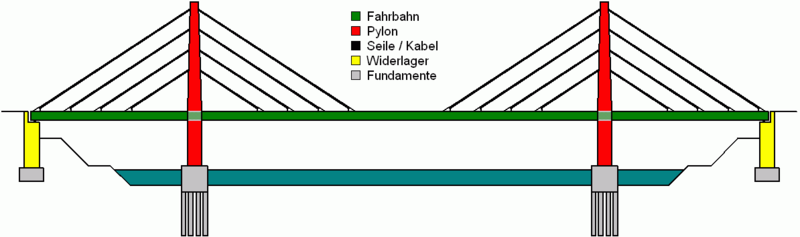 Fahrbahn
Pylon
Seile / Kabel
Widerlager
Fundamente